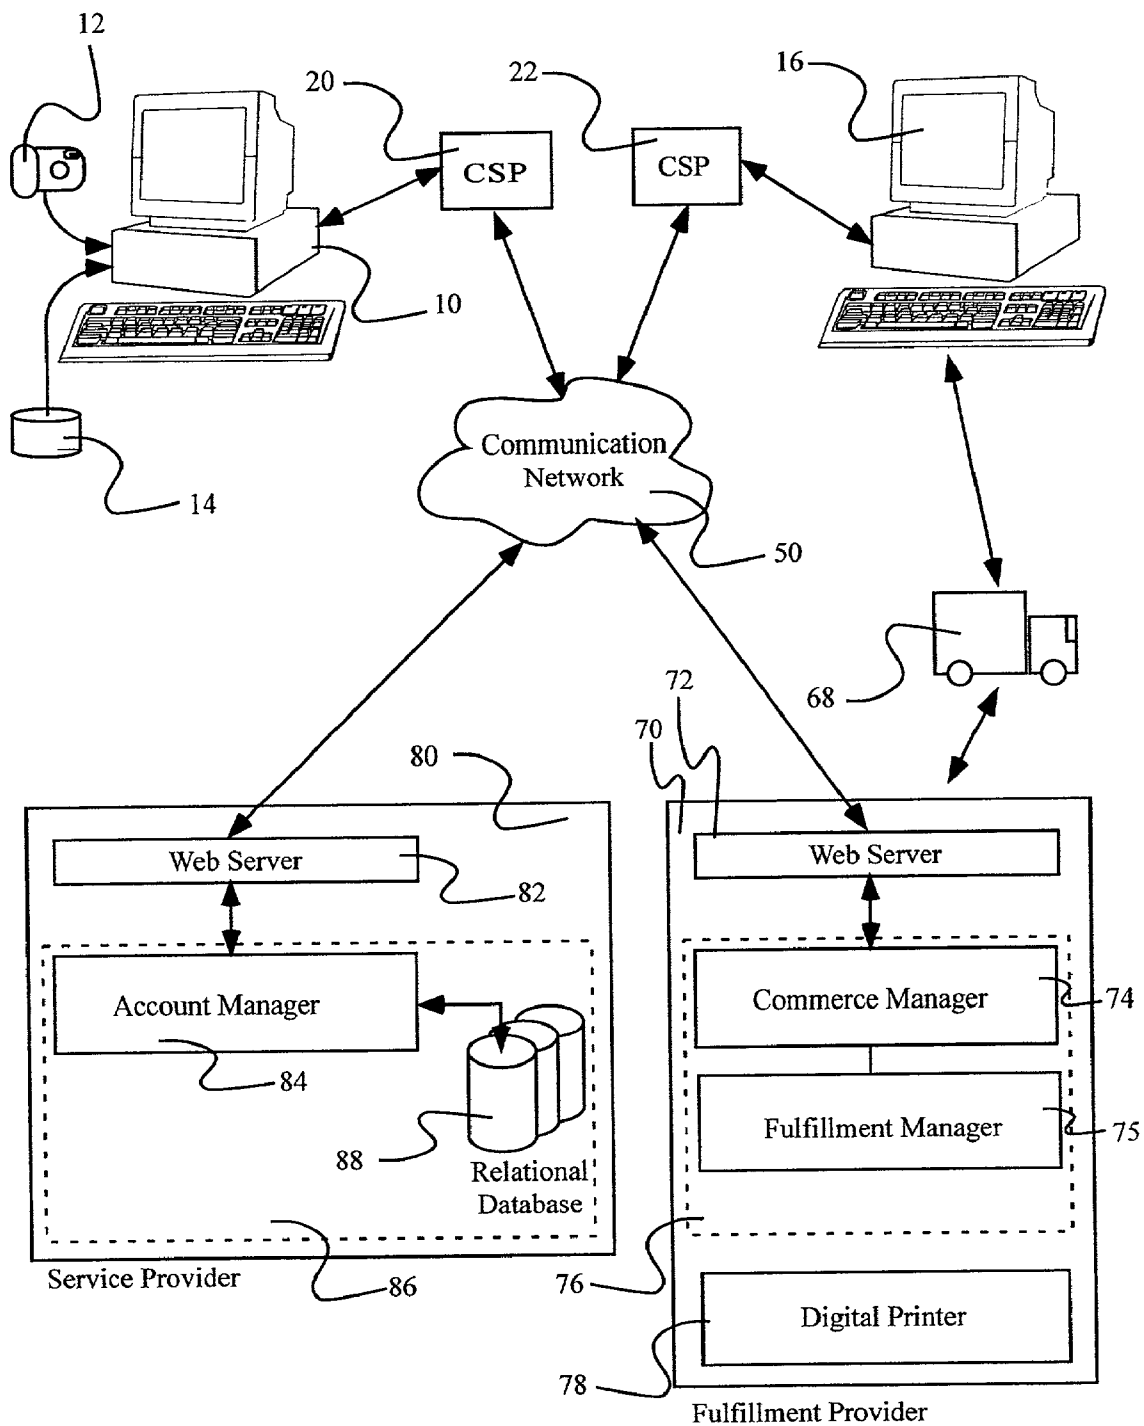 12
20
22
16
CSP
CSP
10
14
Communication
Network
50
68
72
70
80
Web Server
82
Web Server
Account Manager
84
Commerce Manager
74
88
Relational
Database
Fulfillment Manager
75
86
Service Provider
76
Digital Printer
78
Fulfillment Provider